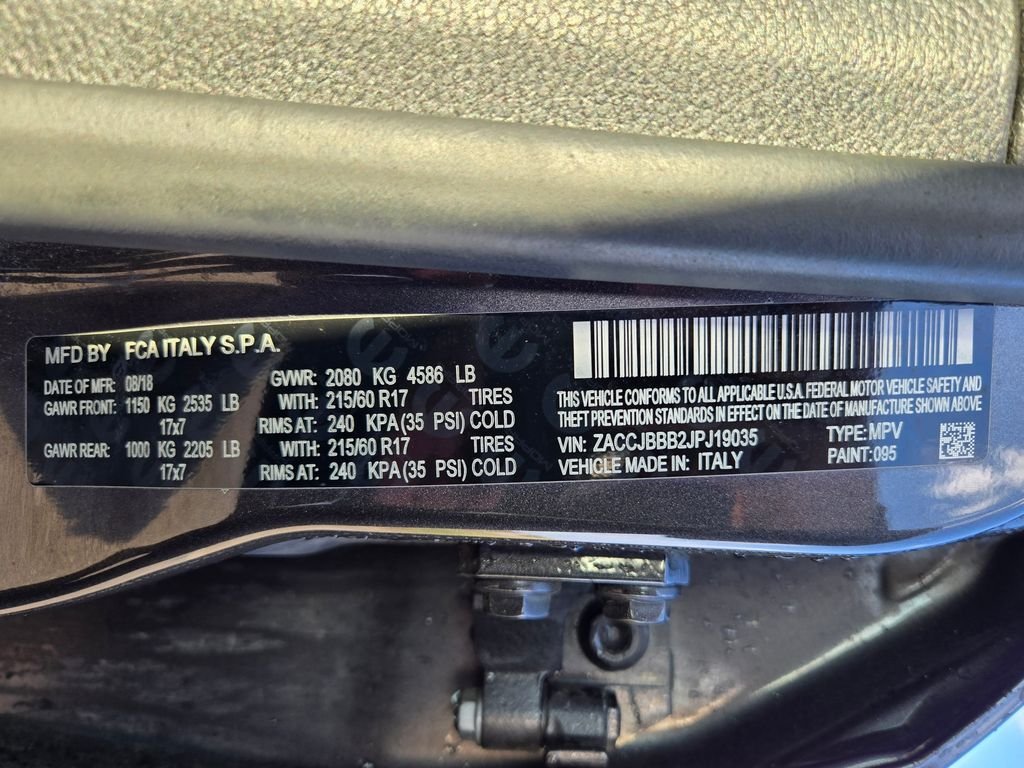 MFD BY FCA ITALY S.P.A.
DATE OF MFR: 08/18 GVWR: 2080 KG 4586 LB
GAWR FRONT: 1150 KG 2535 LB WITH: 215/60 R17 TIRES
17x7 RIMS AT: 240 KPA(35 PSI) COLD
GAWR REAR: 1000 KG 2205 LB WITH: 215/60 R17 TIRES
17x7 RIMS AT: 240 KPA(35 PSI) COLD
THIS VEHICLE CONFORMS TO ALL APPLICABLE U.S.A. FEDERAL MOTOR VEHICLE SAFETY AND
THEFT PREVENTION STANDARDS IN EFFECT ON THE DATE OF MANUFACTURE SHOWN ABOVE
VIN: ZACCJBBB2JPJ19035 TYPE: MPV
VEHICLE MADE IN: ITALY PAINT: 095